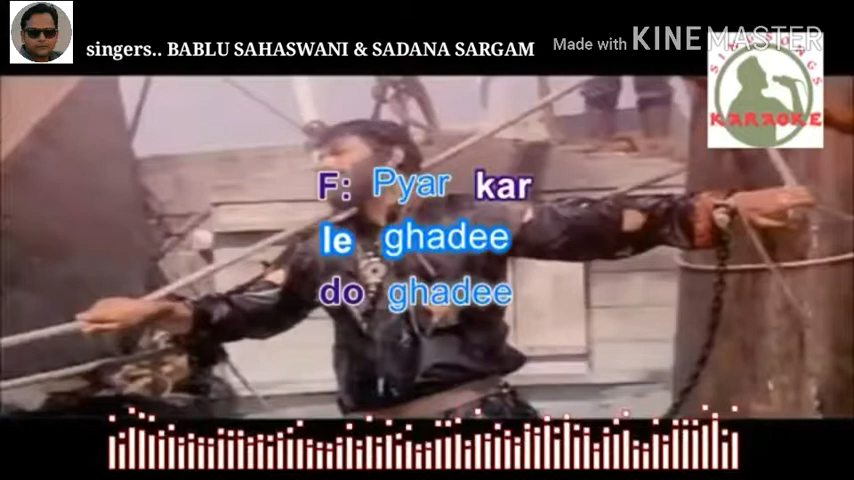 singers.. BABLU SAHASWANI & SADANA SARGAM
Made with KINEMASTER
KARAOKE
F: Pyar kar
le ghadee
do ghadee